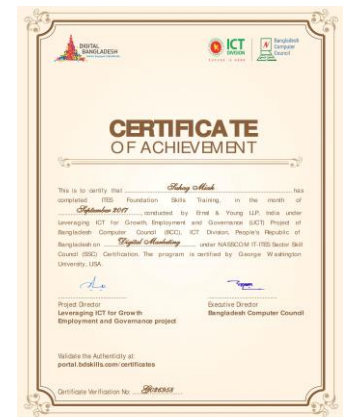 DIGITAL
BANGLADESH
ICT
DIVISION
Bangladesh
Computer
Council
CERTIFICATE
OF ACHIEVEMENT
This is to certify that Suhag Miah has
completed ITES Foundation Skills Training, in the month of
September 2017, conducted by Ernst & Young LLP, India under
Leveraging ICT for Growth, Employment and Governance (LICT) Project of
Bangladesh Computer Council (BCC), ICT Division, People's Republic of
Bangladesh on Digital Marketing under NASSCOM IT-ITES Sector Skill
Council (SSC) Certification. The program is certified by George Washington
University, USA.
Project Director
Leveraging ICT for Growth
Employment and Governance project
Executive Director
Bangladesh Computer Council
Validate the Authenticity at:
portal.bdskills.com/certificates
Certificate Verification No: